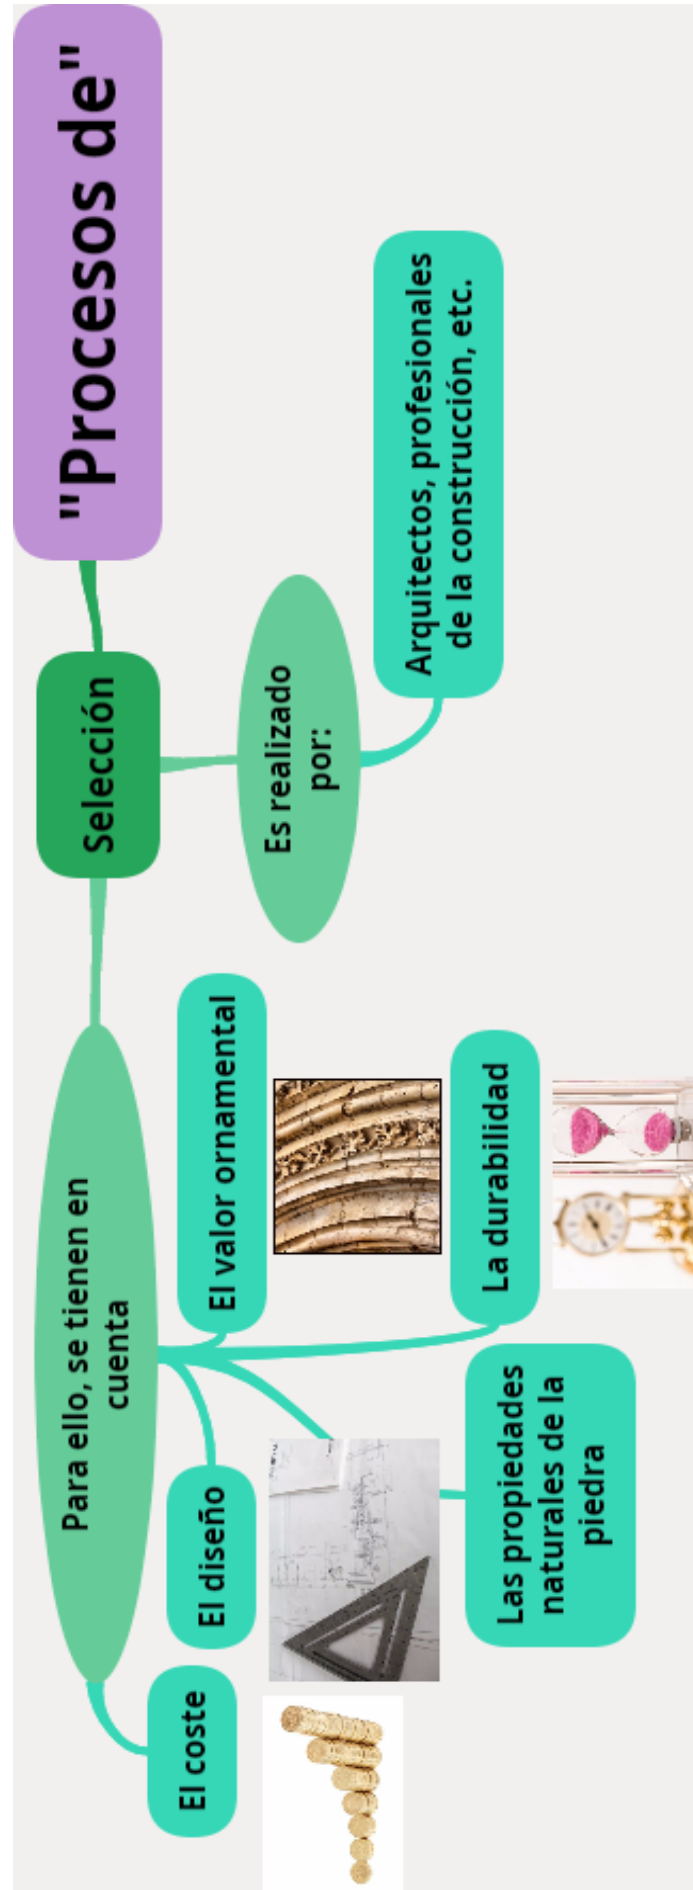 "Procesos de"
Selección
Es realizado
por:
Arquitectos, profesionales
de la construcción, etc.
Para ello, se tienen en
cuenta
El coste
El diseño
El valor ornamental
Las propiedades
naturales de la
piedra
La durabilidad